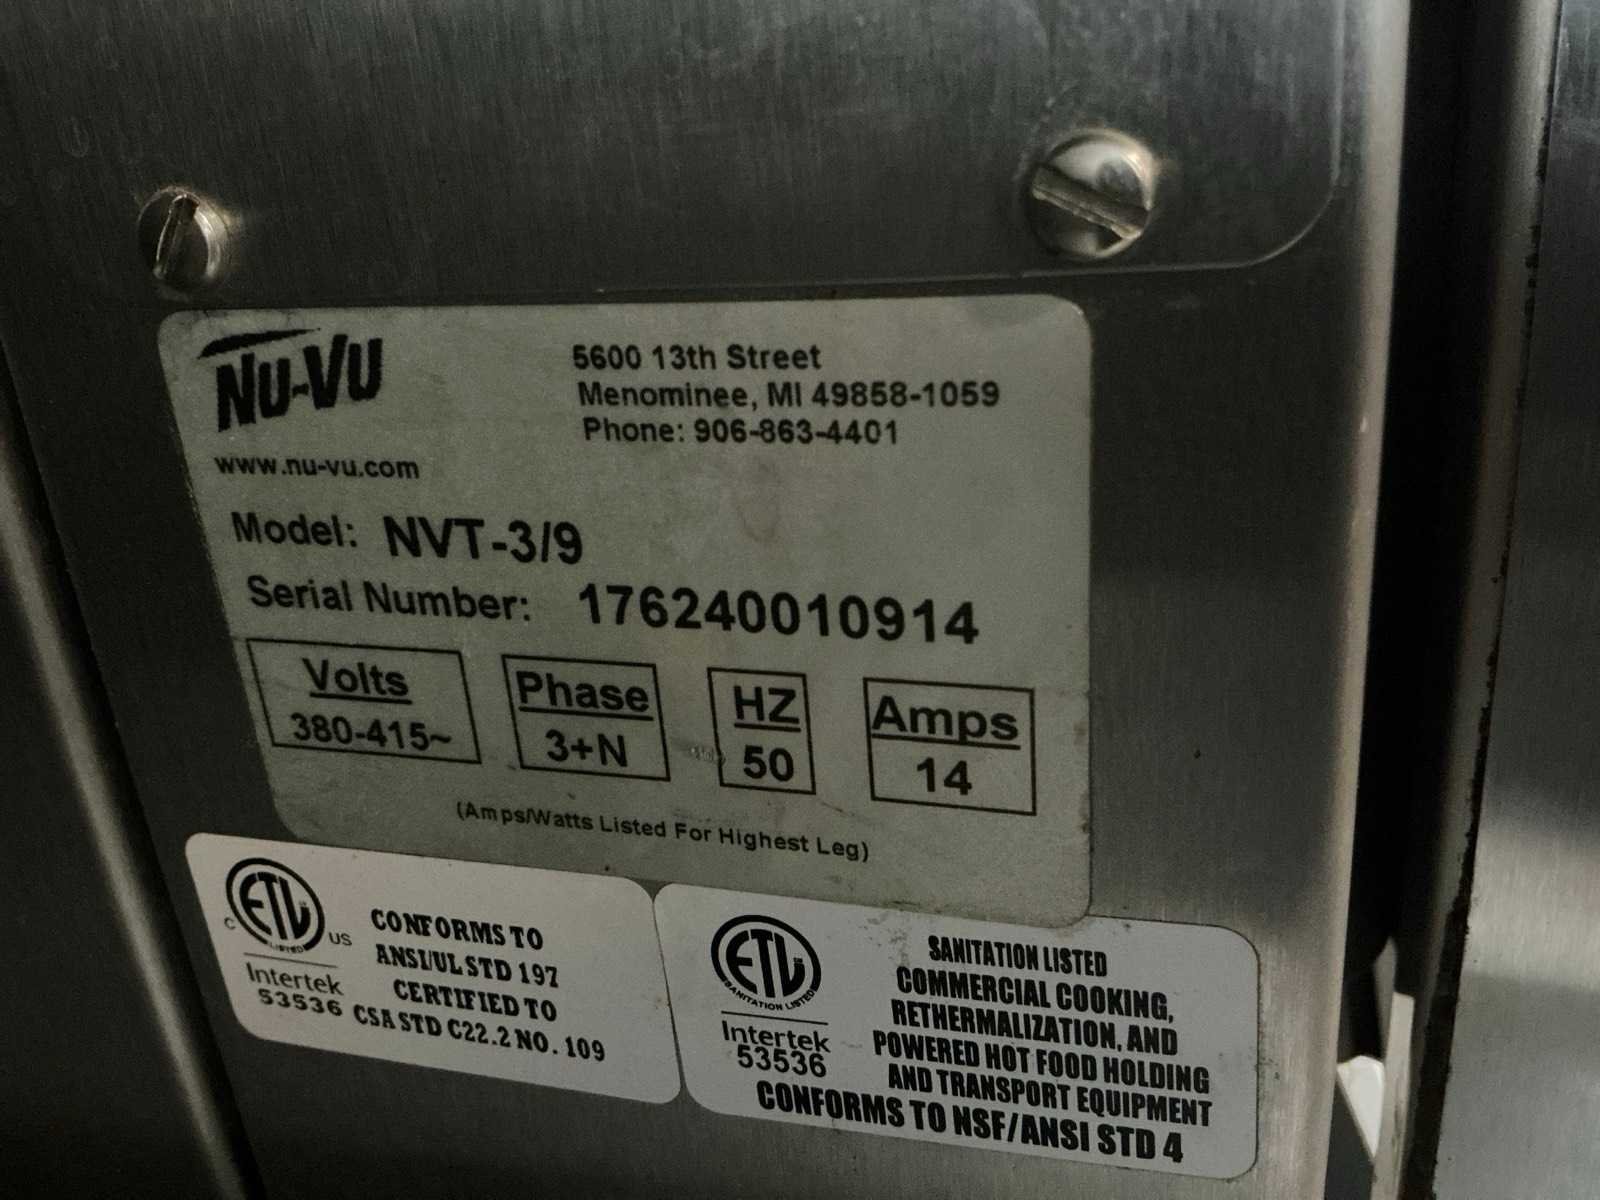 NU-VU
www.nu-vu.com
5600 13th Street
Menominee, MI 49858-1059
Phone: 906-863-4401
Model: NVT-3/9
Serial Number: 176240010914
Volts
380-415~
Phase
3+N
HZ
50
Amps
14
(Amps/Watts Listed For Highest Leg)
ETL
LISTED
C
US
Intertek
53536
CONFORMS TO
ANSI/UL STD 197
CERTIFIED TO
CSA STD C22.2 NO. 109
ETL
SANITATION LISTED
Intertek
53536
SANITATION LISTED
COMMERCIAL COOKING,
RETHERMALIZATION, AND
POWERED HOT FOOD HOLDING
AND TRANSPORT EQUIPMENT
CONFORMS TO NSF/ANSI STD 4